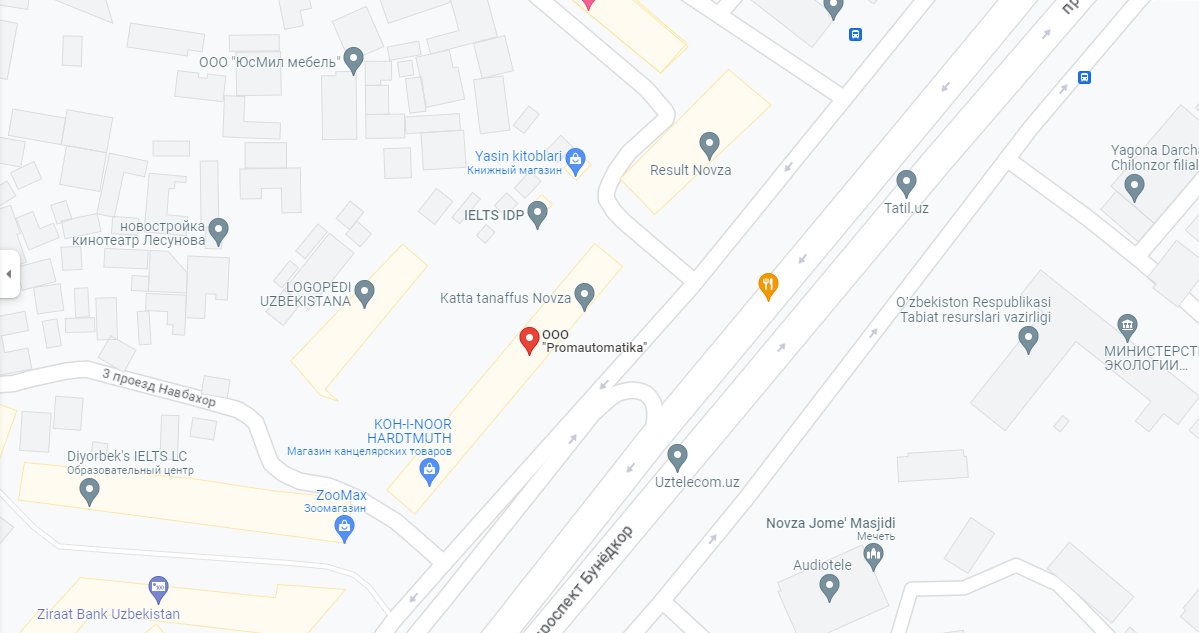 пр
ООО "ЮсМил мебель"
Yasin kitoblari
Книжный магазин
Result Novza
Yagona Darcha
Chilonzor filial
Tatil.uz
IELTS IDP
новостройка
кинотеатр Лесунова
LOGOPEDI
UZBEKISTANA
Katta tanaffus Novza
O'zbekiston Respublikasi
Tabiat resurslari vazirligi
ООО
"Promautomatika"
МИНИСТЕРСТ
ЭКОЛОГИИ...
3 проезд Навбахор
KOH-I-NOOR
HARDTMUTH
Магазин канцелярских товаров
Diyorbek's IELTS LC
Образовательный центр
Uztelecom.uz
ZooMax
Зоомагазин
Novza Jome' Masjidi
Мечеть
Audiotele
роспект Бунёдкор
Ziraat Bank Uzbekistan